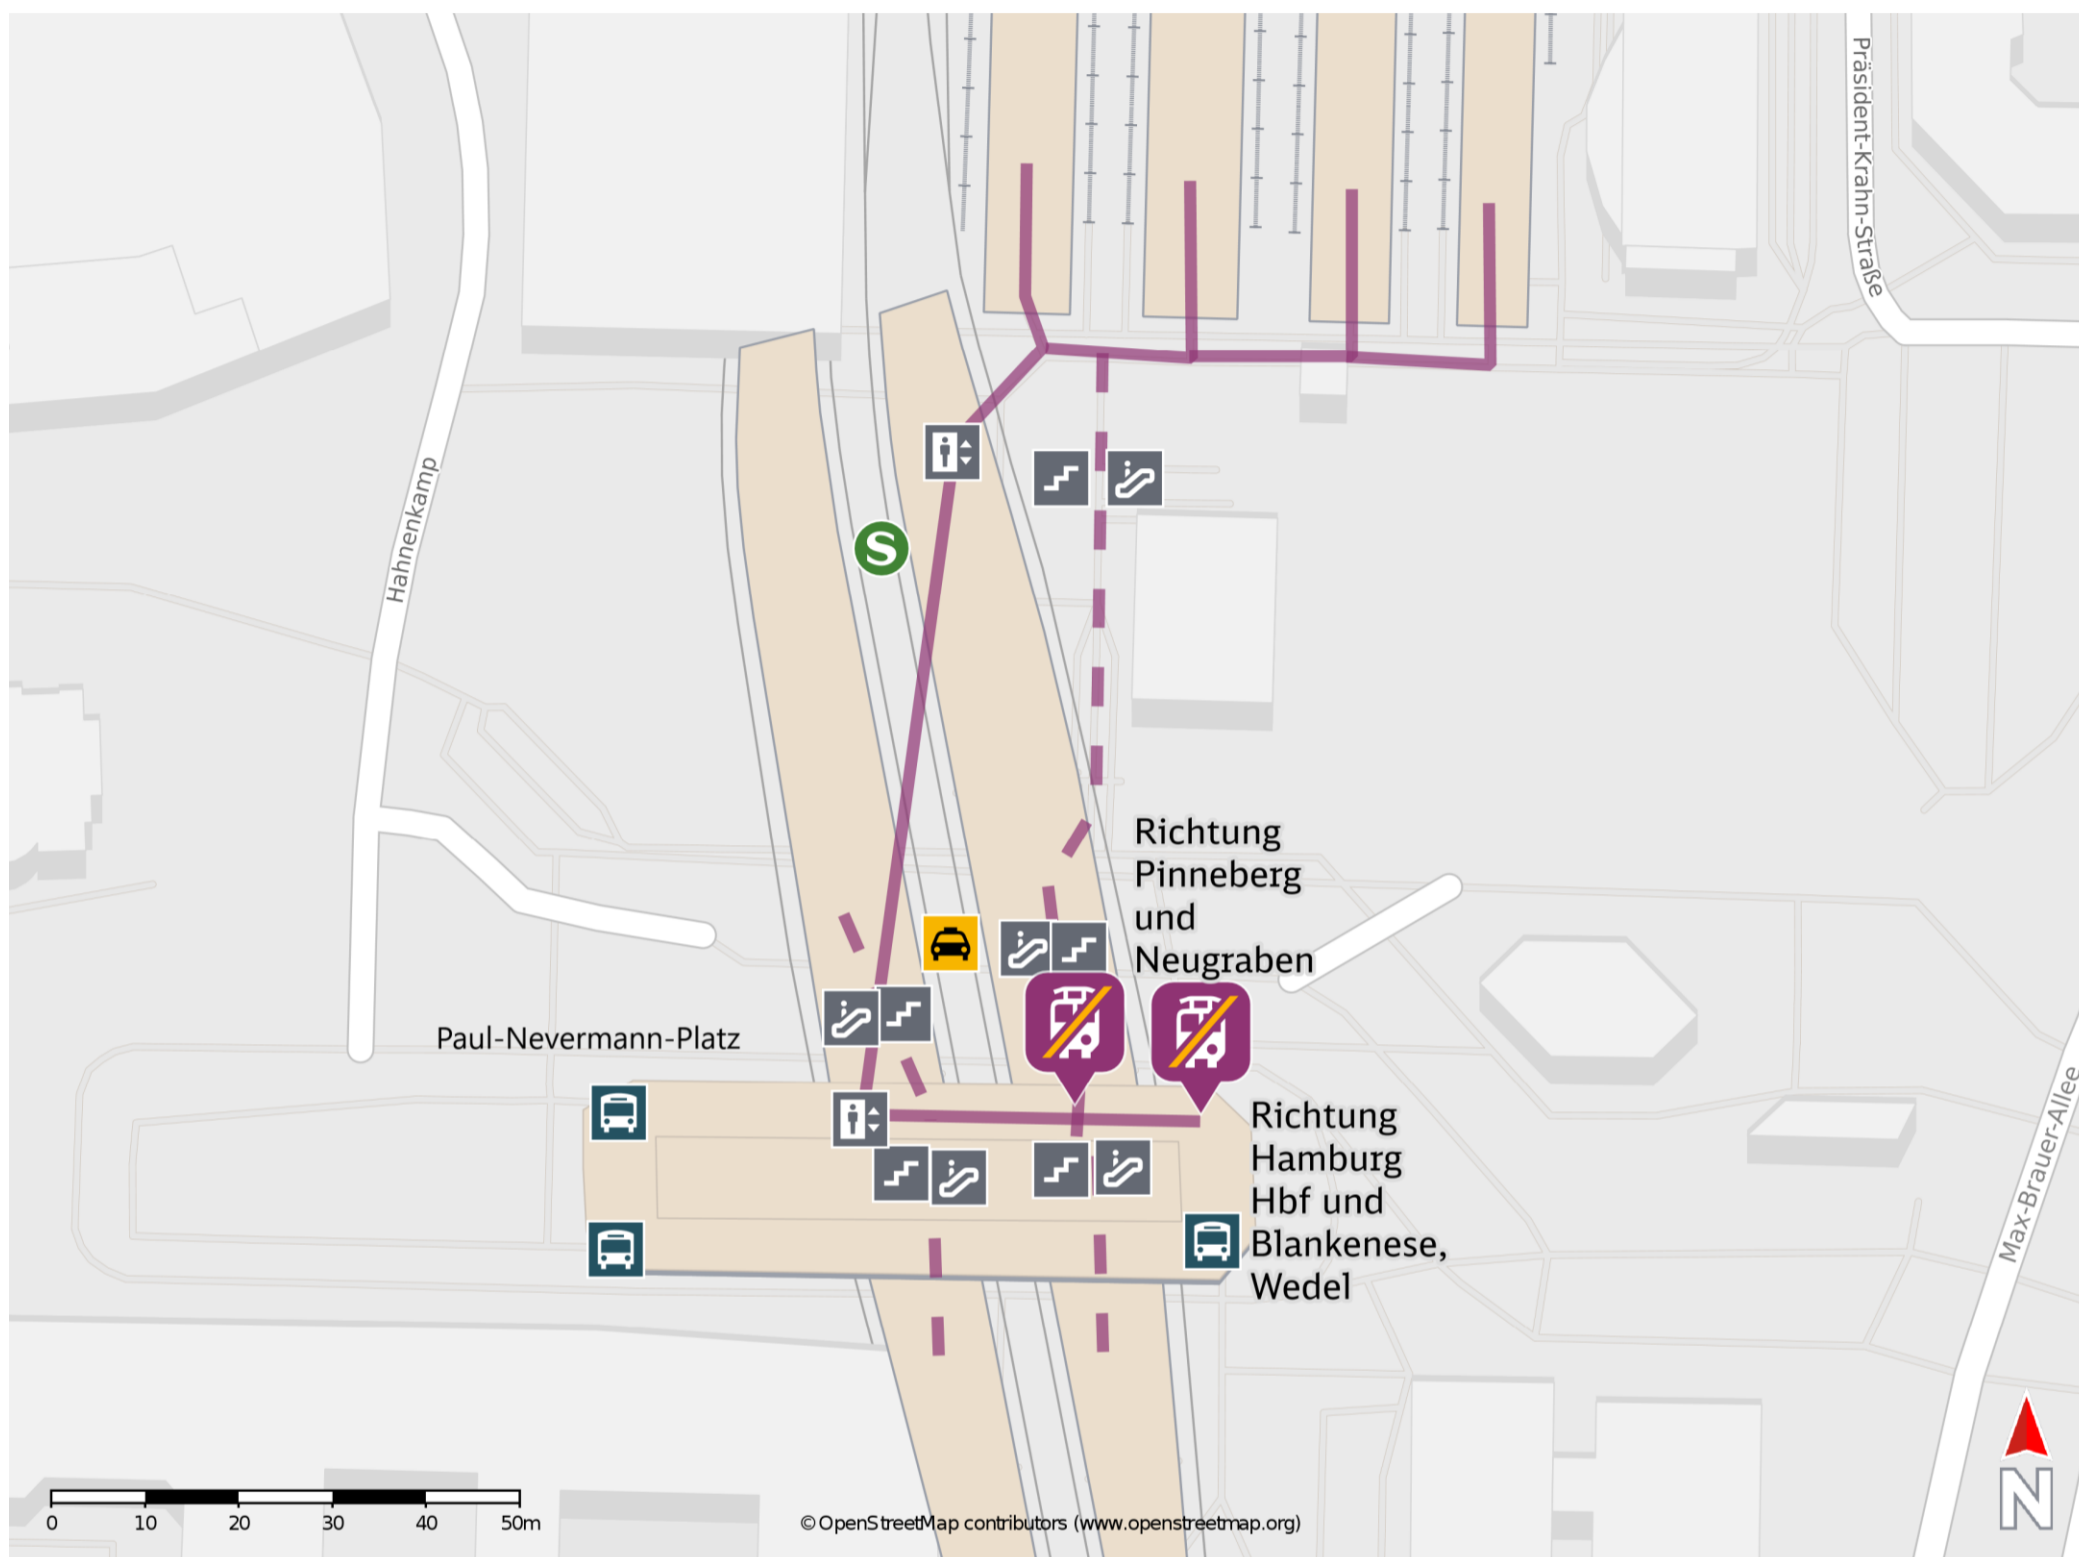 Präsident-Krahn-Straße
Hahnenkamp
S
Richtung
Pinneberg
und
Neugraben
Paul-Nevermann-Platz
Richtung
Hamburg
Hbf und
Blankenese,
Wedel
Max-Brauer-Allee
N
0 10 20 30 40 50m
© OpenStreetMap contributors (www.openstreetmap.org)